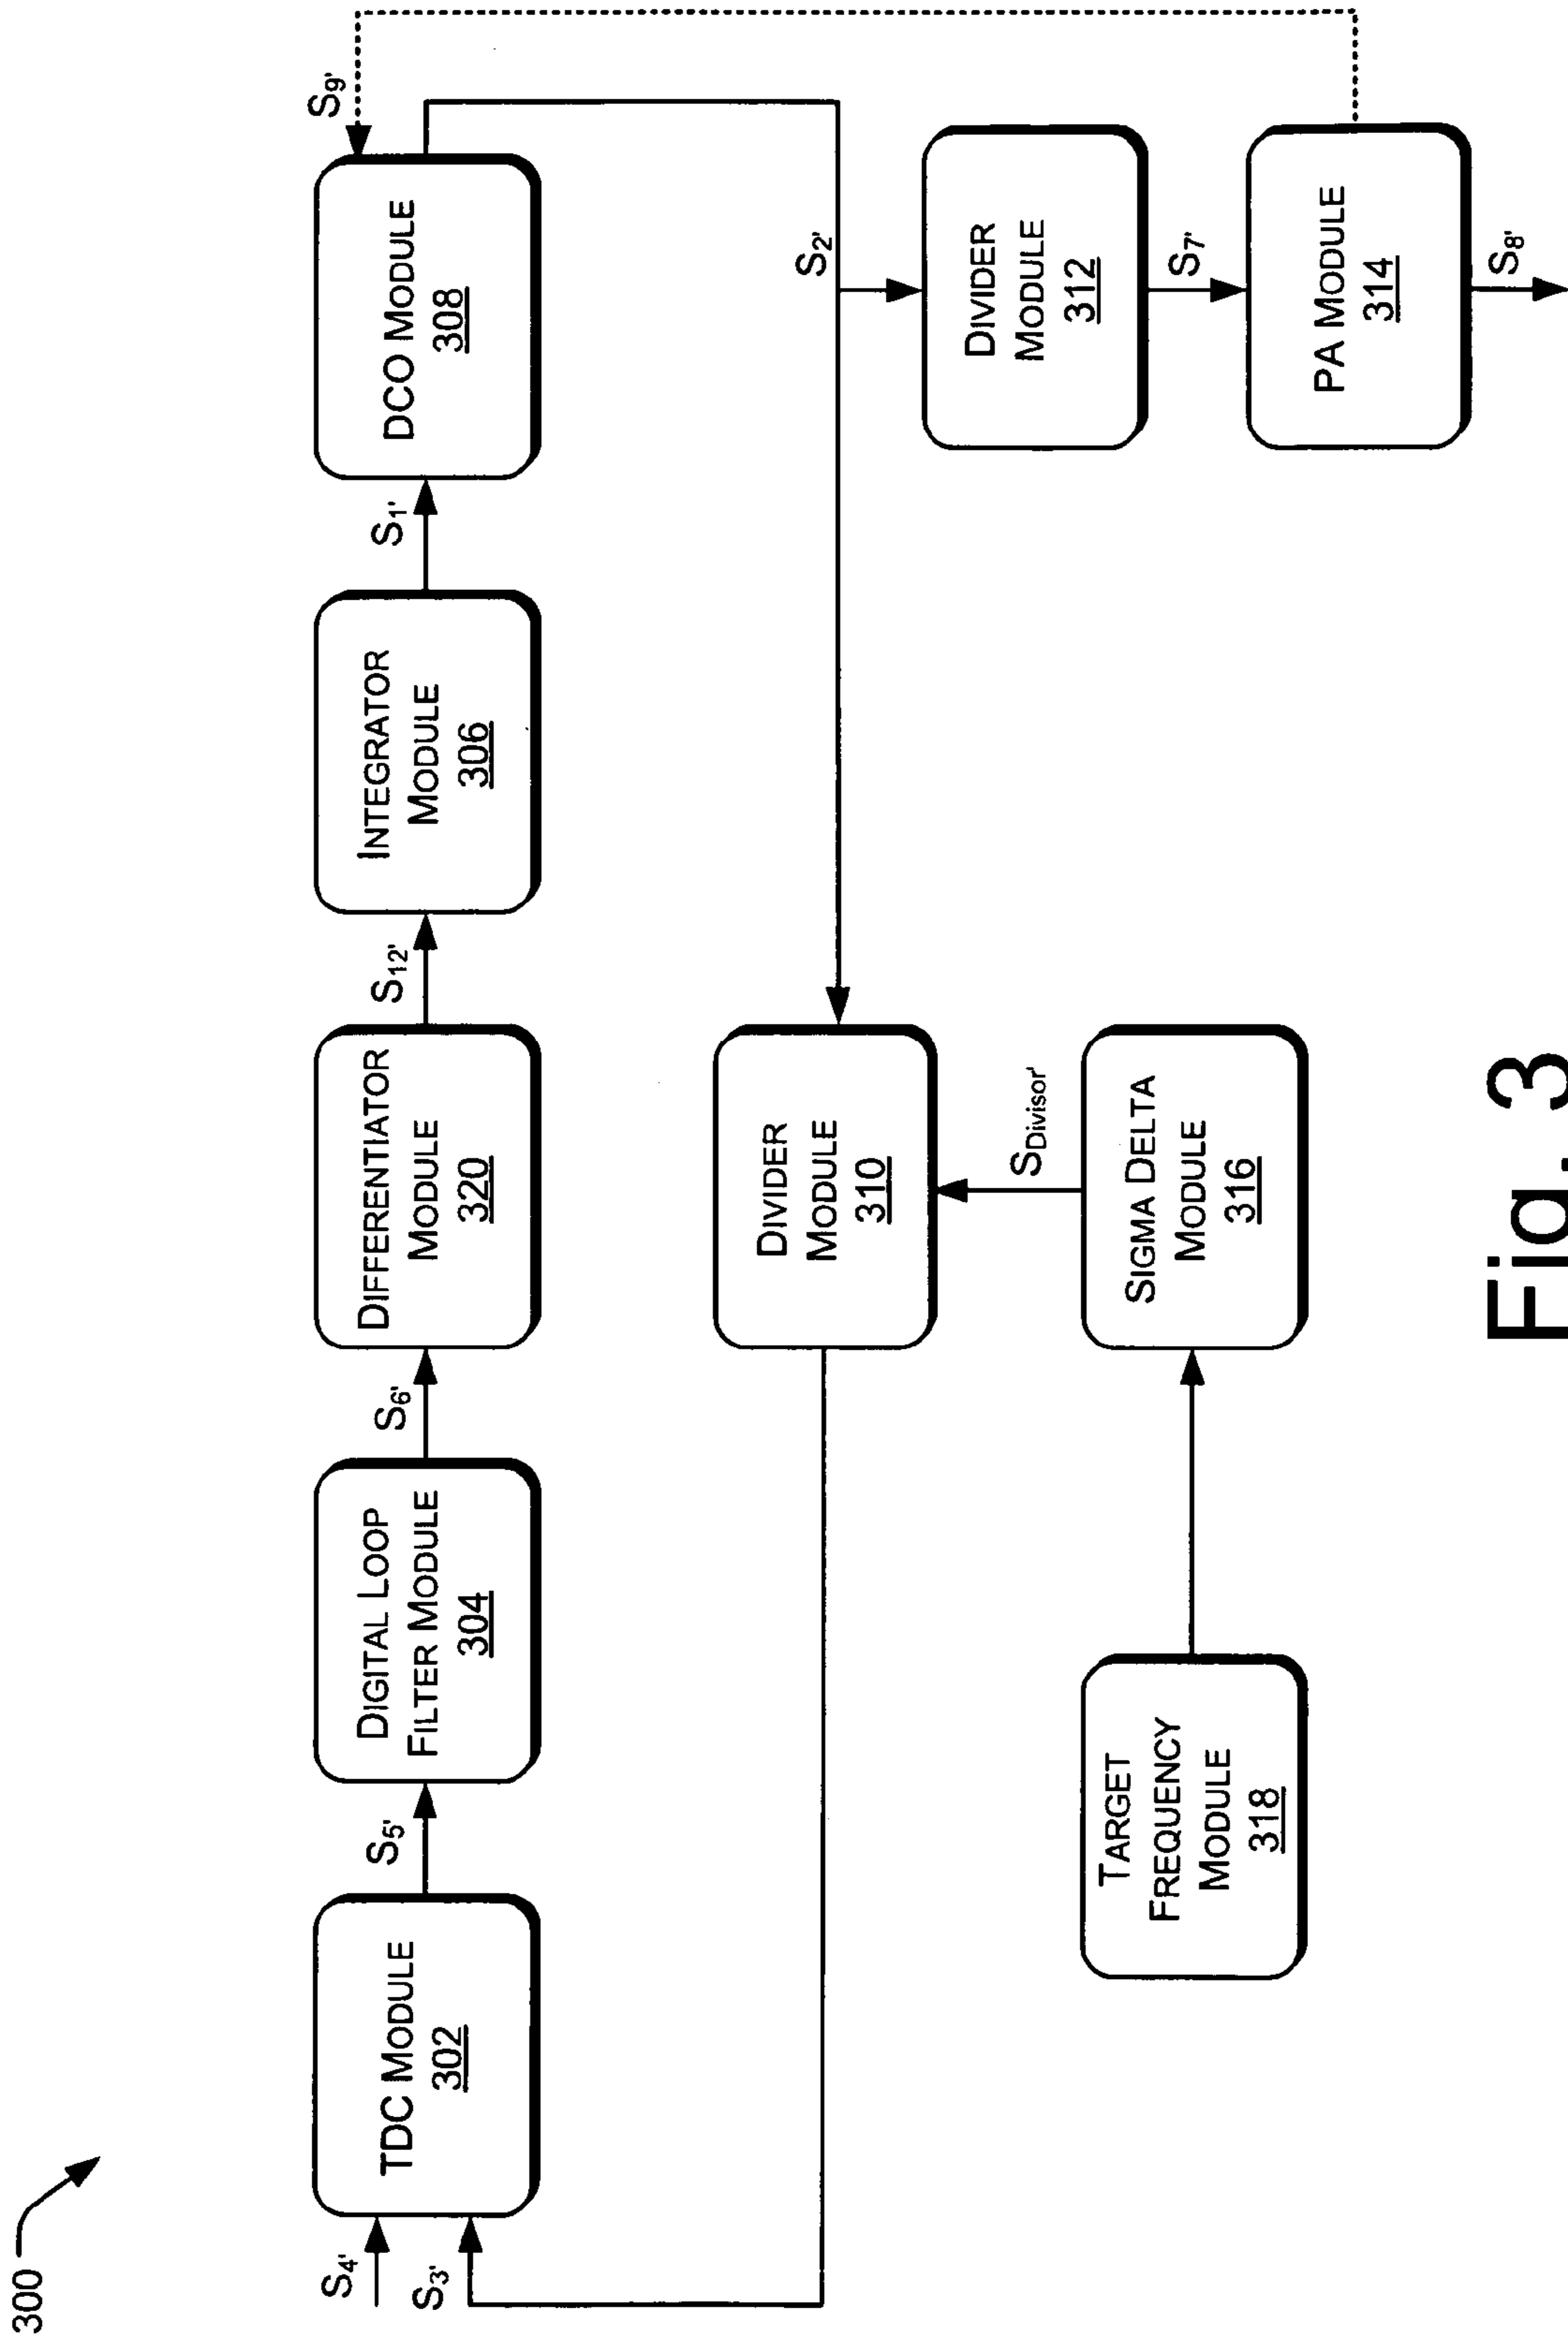 300
S4'
S3'
TDC MODULE
302
S5'
DIGITAL LOOP
FILTER MODULE
304
S6'
DIFFERENTIATOR
MODULE
320
S12'
INTEGRATOR
MODULE
306
S1'
DCO MODULE
308
S9'
S2'
DIVIDER
MODULE
310
SDivisor'
TARGET
FREQUENCY
MODULE
318
SIGMA DELTA
MODULE
316
DIVIDER
MODULE
312
S7'
PA MODULE
314
S8'
Fig. 3